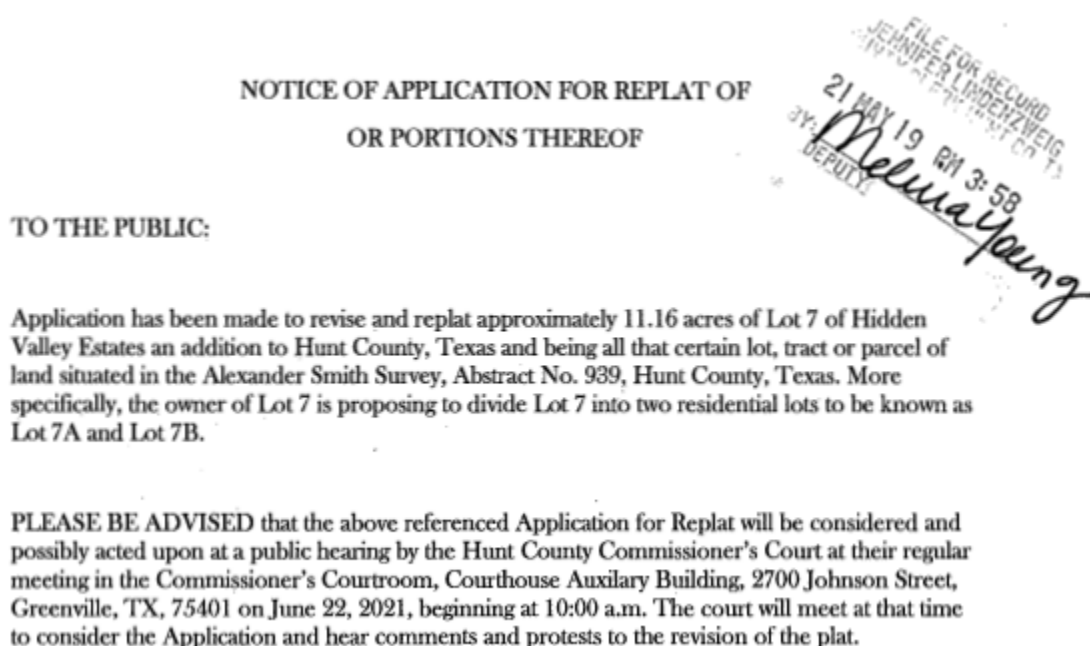 FILE FOR RECORD
JENNIFER LINDENZWEIG
21 MAY 19 PM 3:58
BY:
Melina Young
DEPUTY
NOTICE OF APPLICATION FOR REPLAT OF
OR PORTIONS THEREOF
TO THE PUBLIC:
Application has been made to revise and replat approximately 11.16 acres of Lot 7 of Hidden
Valley Estates an addition to Hunt County, Texas and being all that certain lot, tract or parcel of
land situated in the Alexander Smith Survey, Abstract No. 939, Hunt County, Texas. More
specifically, the owner of Lot 7 is proposing to divide Lot 7 into two residential lots to be known as
Lot 7A and Lot 7B.
PLEASE BE ADVISED that the above referenced Application for Replat will be considered and
possibly acted upon at a public hearing by the Hunt County Commissioner's Court at their regular
meeting in the Commissioner's Courtroom, Courthouse Auxilary Building, 2700 Johnson Street,
Greenville, TX, 75401 on June 22, 2021, beginning at 10:00 a.m. The court will meet at that time
to consider the Application and hear comments and protests to the revision of the plat.